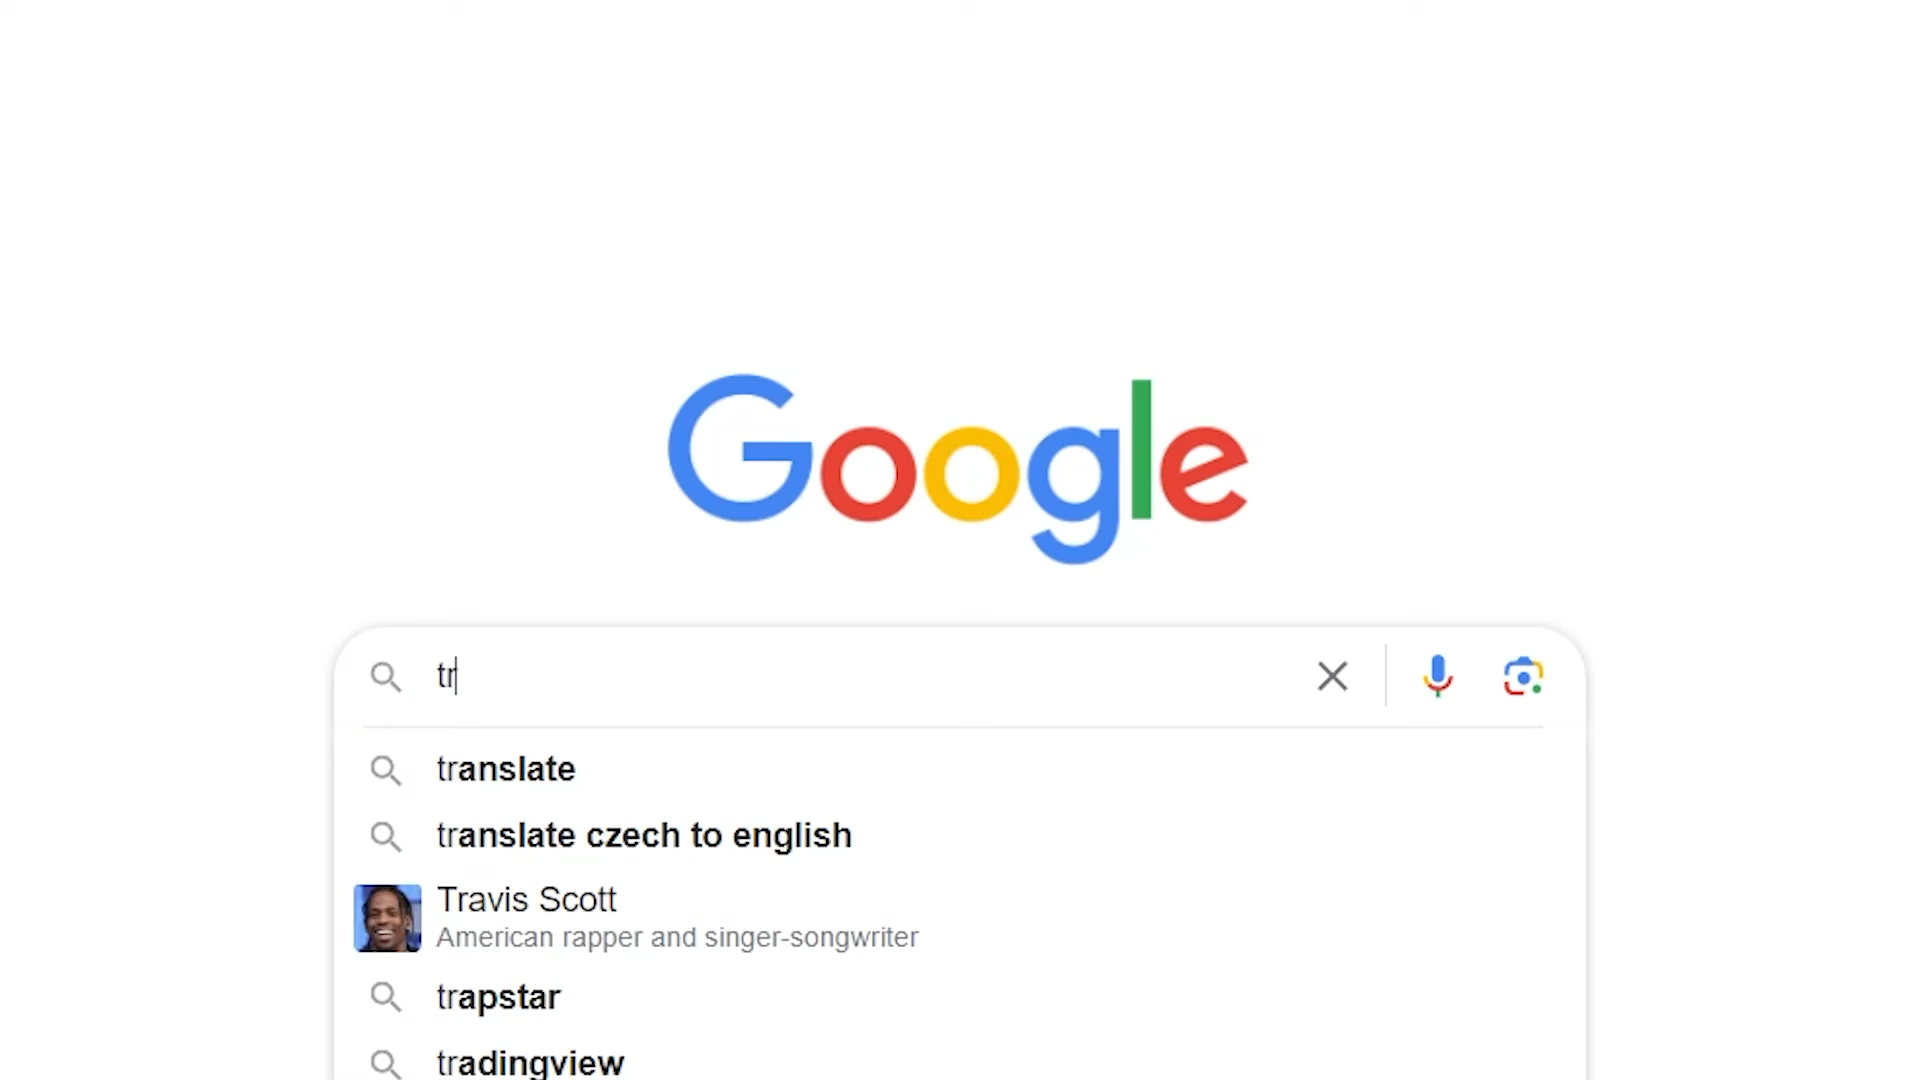 Google
tr
translate
translate czech to english
Travis Scott
American rapper and singer-songwriter
trapstar
tradingview